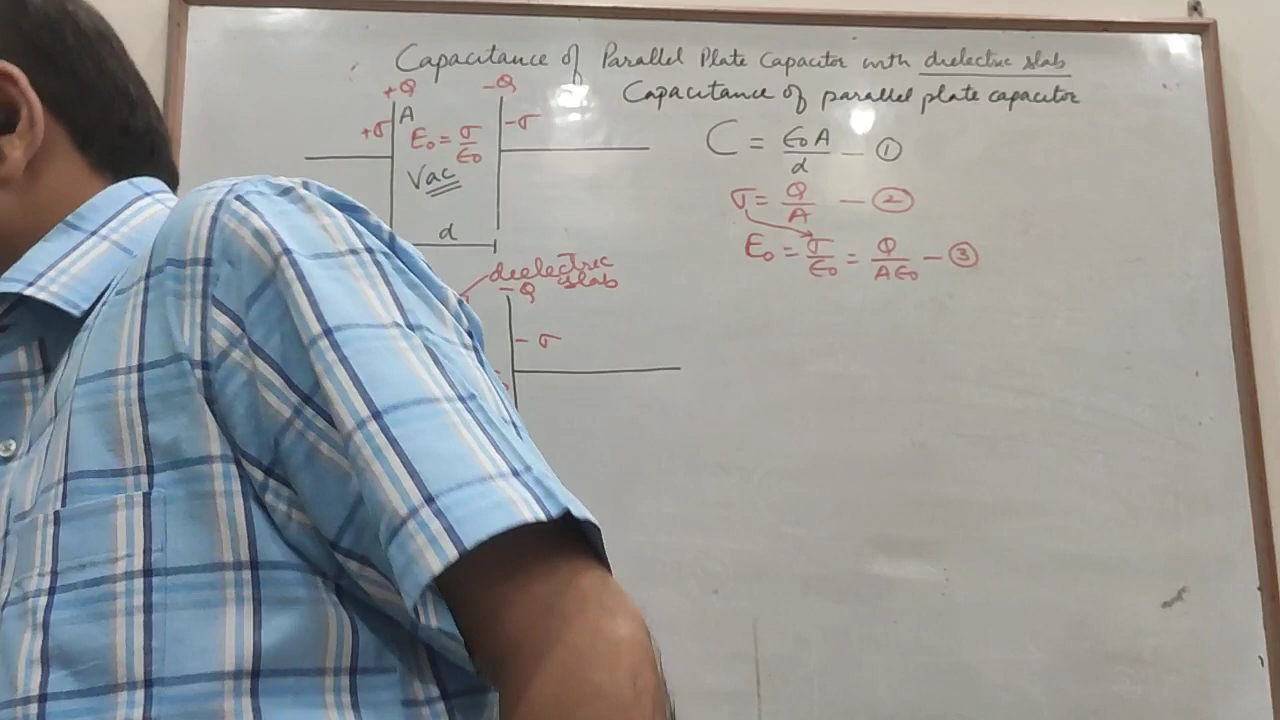 Capacitance of Parallel Plate Capacitor with dielectric slab
Capacitance of parallel plate capacitor
+Q -Q
+σ A E₀ = σ/ε₀ -σ
Vac
d
C = ε₀A/d — ①
σ = Q/A — ②
E₀ = σ/ε₀ = Q/Aε₀ — ③
dielectric
slab
-Q
-σ